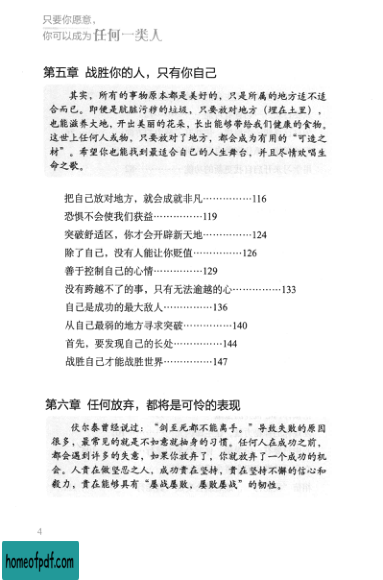 只要你愿意，
你可以成为任何一类人
第五章 战胜你的人，只有你自己
其实，所有的事物原本都是美好的，只是所属的地方适不适
合而已。即使是肮脏污秽的垃圾，只要放对地方（埋在土里），
也能滋养大地、开出美丽的花朵，长出能够带给我们健康的食物。
这世上任何人或物，只要放对了地方，都会成为有用的“可造之
材”。希望你也能找到最适合自己的人生舞台，并且尽情欢唱生
命之歌。
把自己放对地方，就会成就非凡……………116
恐惧不会使我们获益……………119
突破舒适区，你才会开辟新天地……………124
除了自己，没有人能让你贬值……………126
善于控制自己的心情……………129
没有跨越不了的事，只有无法逾越的心……………133
自己是成功的最大敌人……………136
从自己最弱的地方寻求突破……………140
首先，要发现自己的长处……………144
战胜自己才能战胜世界……………147
第六章 任何放弃，都将是可怜的表现
伏尔泰曾经说过：“剑至死都不能离手。”导致失败的原因
很多，最常见的就是不如意就抽身的习惯。任何人在成功之前，
都会遇到许多的失意，如果你放弃了，你就放弃了一个成功的机
会。人贵在做坚忍之人，成功贵在坚持，贵在坚持不懈的信心和
毅力，贵在能够具有“屡战屡败，屡败屡战”的韧性。
4
homeofpdf.com